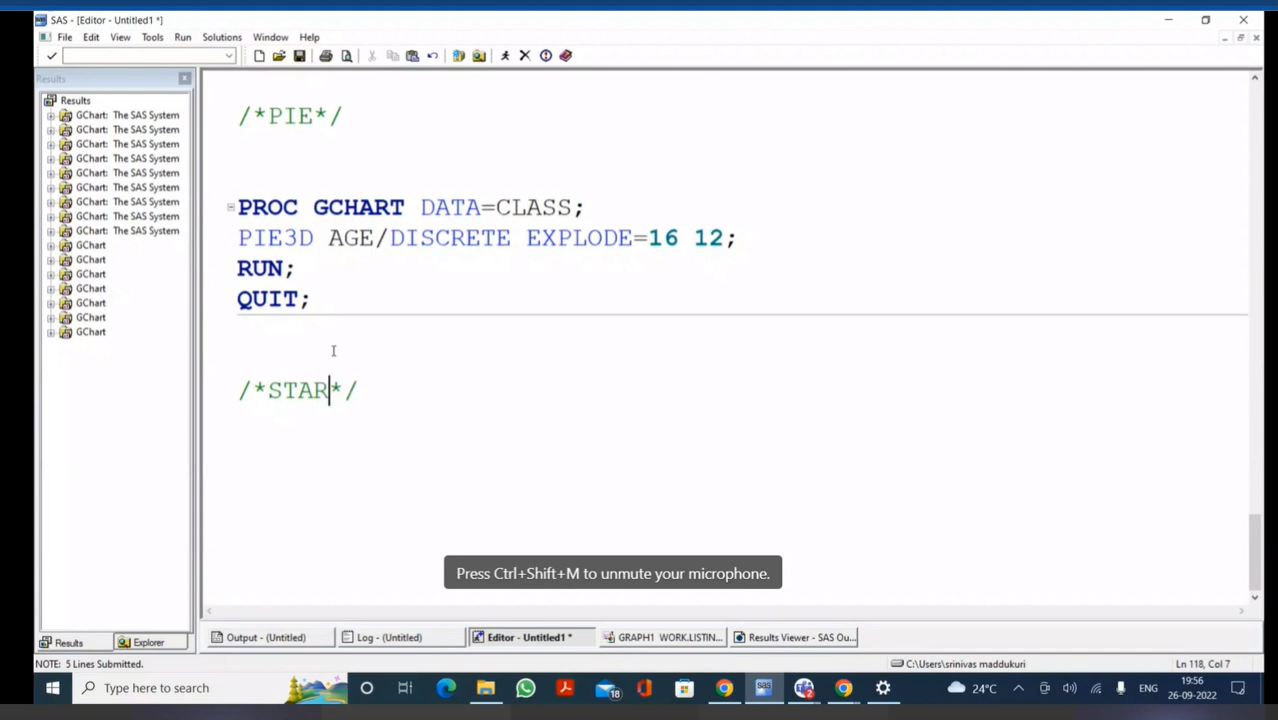 SAS - [Editor - Untitled1 *]
File Edit View Tools Run Solutions Window Help
Results
Results
GChart: The SAS System
GChart: The SAS System
GChart: The SAS System
GChart: The SAS System
GChart: The SAS System
GChart: The SAS System
GChart: The SAS System
GChart: The SAS System
GChart: The SAS System
GChart
GChart
GChart
GChart
GChart
GChart
GChart
/*PIE*/
PROC GCHART DATA=CLASS;
PIE3D AGE/DISCRETE EXPLODE=16 12;
RUN;
QUIT;
/*STAR*/
Press Ctrl+Shift+M to unmute your microphone.
Results Explorer
Output - (Untitled) Log - (Untitled) Editor - Untitled1 * GRAPH1 WORK.LISTIN... Results Viewer - SAS Ou...
NOTE: 5 Lines Submitted. C:\Users\srinivas maddukuri Ln 118, Col 7
Type here to search 18 SAS 2 24°C ENG 19:56
26-09-2022